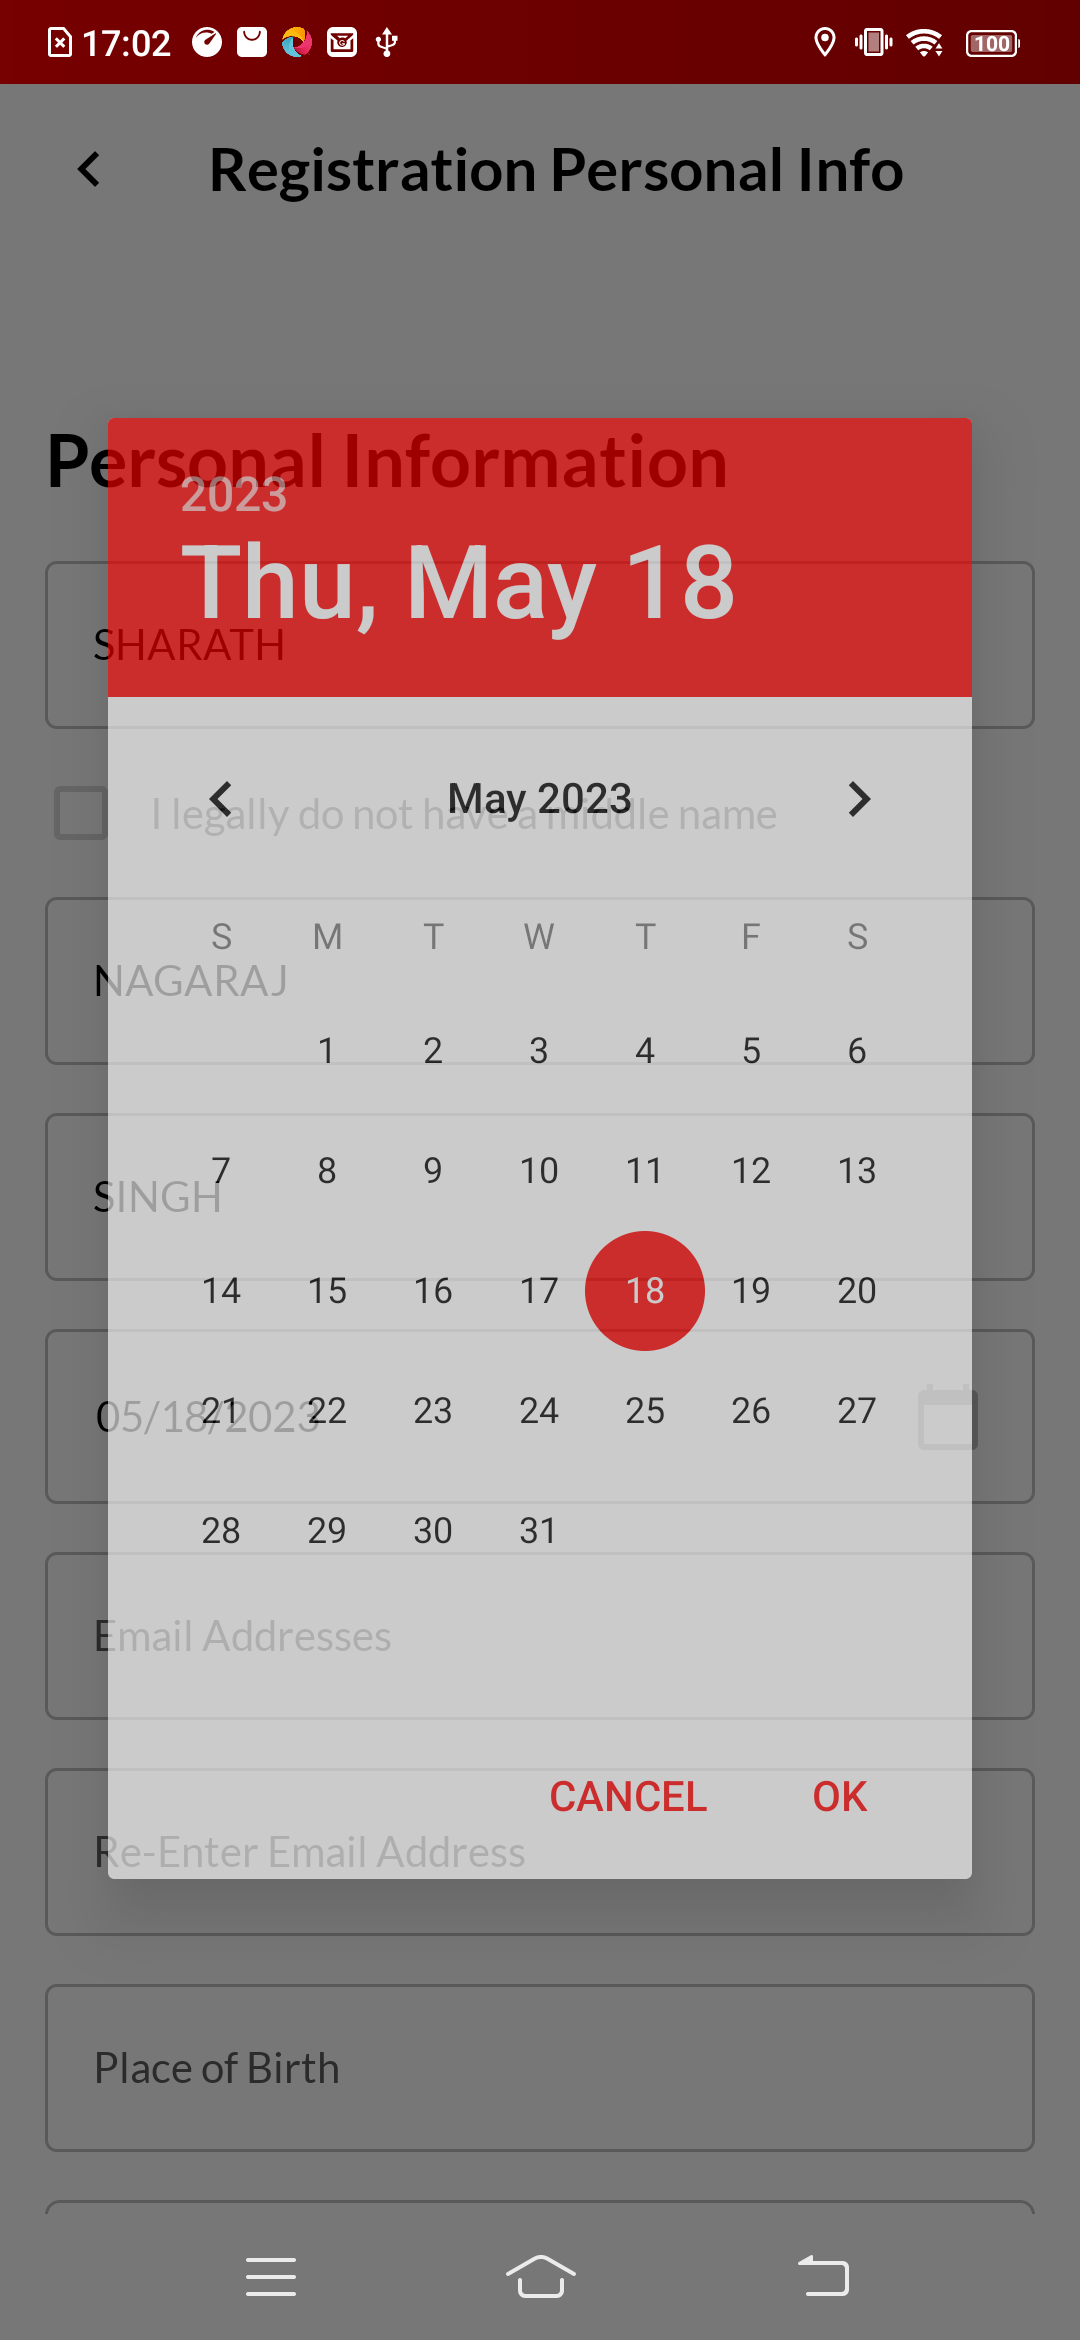 17:02
100
Registration Personal Info
Personal Information
2023
Thu, May 18
SHARATH
May 2023
I legally do not have a middle name
S M T W T F S
NAGARAJ
1 2 3 4 5 6
7 8 9 10 11 12 13
SINGH
14 15 16 17 18 19 20
21 22 23 24 25 26 27
05/18/2023
28 29 30 31
Email Addresses
CANCEL OK
Re-Enter Email Address
Place of Birth